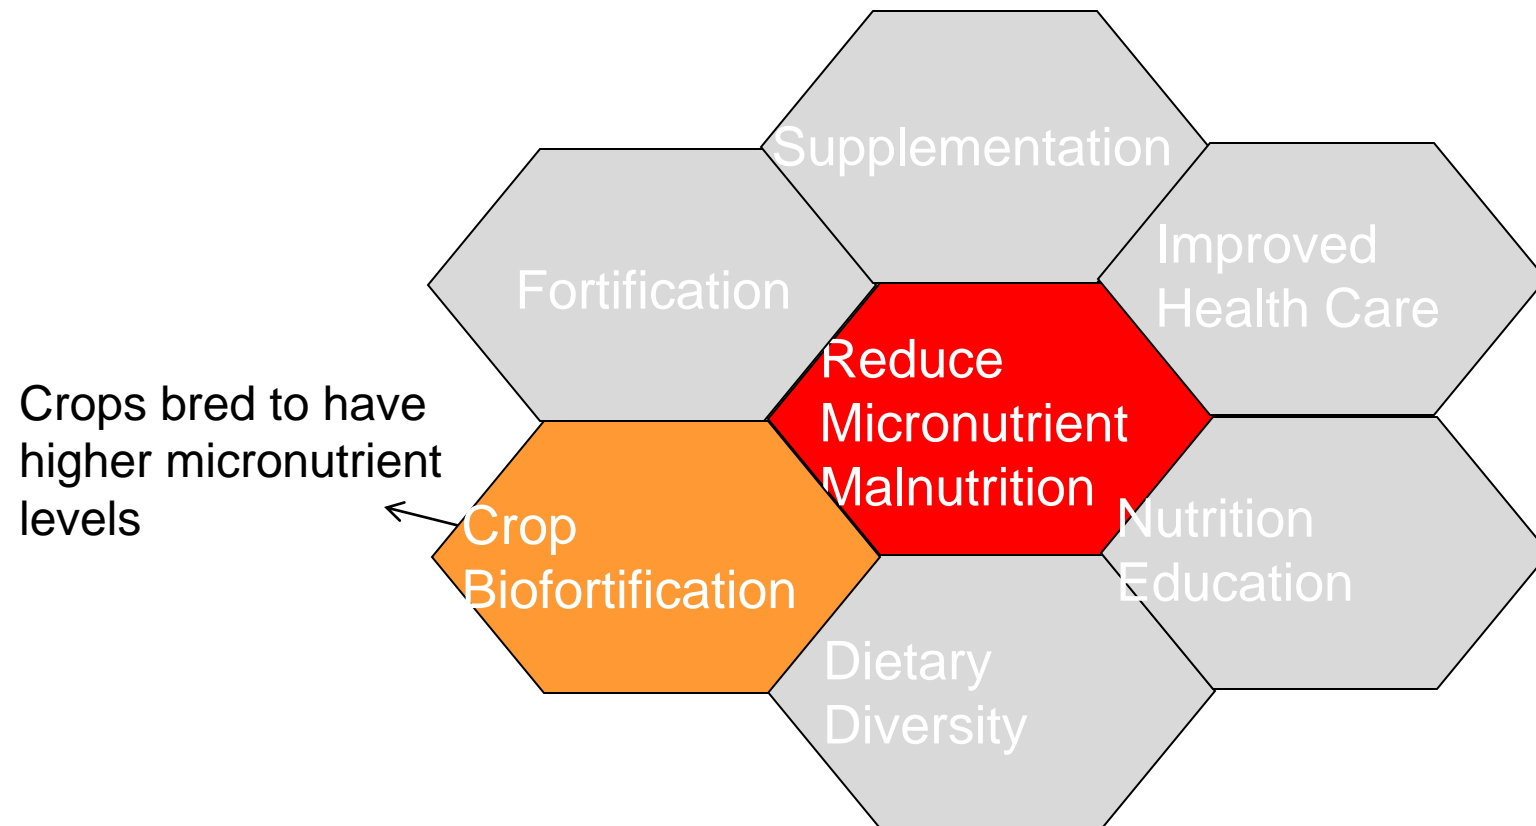 Supplementation
Fortification
Improved
Health Care
Reduce
Micronutrient
Malnutrition
Crops bred to have
higher micronutrient
levels
Crop
Biofortification
Nutrition
Education
Dietary
Diversity